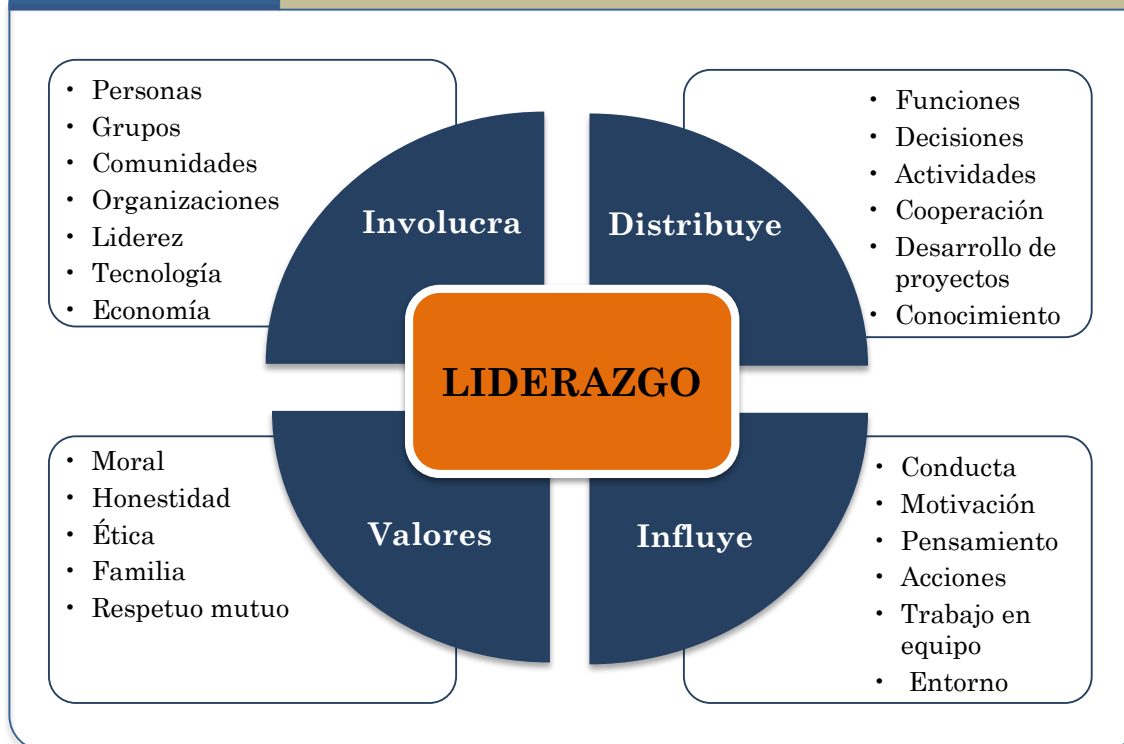 Personas
Grupos
Comunidades
Organizaciones
Liderez
Tecnología
Economía
Involucra
Distribuye
Funciones
Decisiones
Actividades
Cooperación
Desarrollo de
proyectos
Conocimiento
LIDERAZGO
Moral
Honestidad
Ética
Familia
Respetuo mutuo
Valores
Influye
Conducta
Motivación
Pensamiento
Acciones
Trabajo en
equipo
Entorno